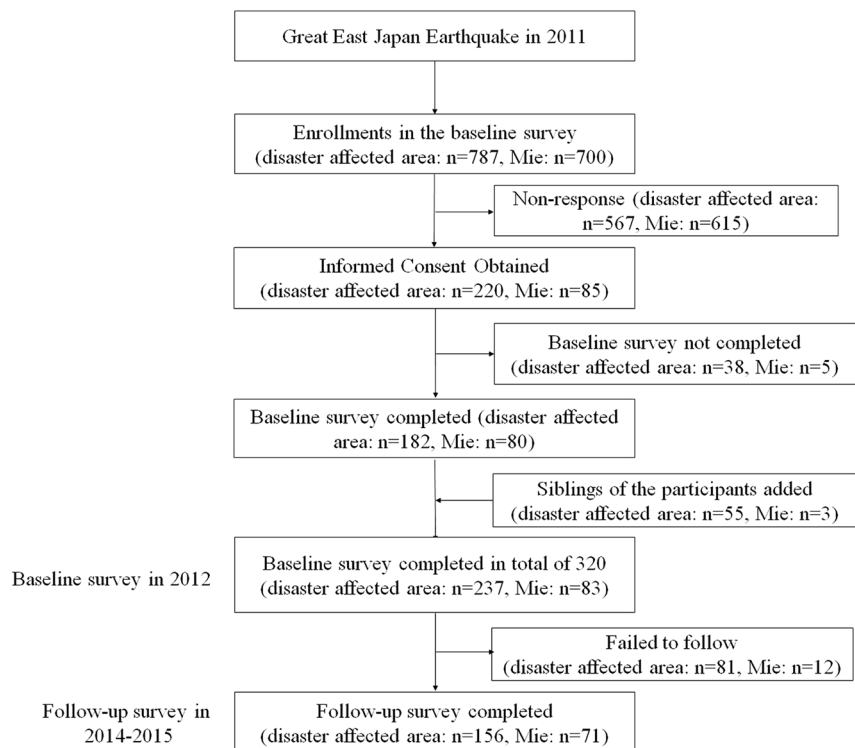 Great East Japan Earthquake in 2011
Enrollments in the baseline survey
(disaster affected area: n=787, Mie: n=700)
Non-response (disaster affected area:
n=567, Mie: n=615)
Informed Consent Obtained
(disaster affected area: n=220, Mie: n=85)
Baseline survey not completed
(disaster affected area: n=38, Mie: n=5)
Baseline survey completed (disaster affected
area: n=182, Mie: n=80)
Siblings of the participants added
(disaster affected area: n=55, Mie: n=3)
Baseline survey in 2012
Baseline survey completed in total of 320
(disaster affected area: n=237, Mie: n=83)
Failed to follow
(disaster affected area: n=81, Mie: n=12)
Follow-up survey in
2014-2015
Follow-up survey completed
(disaster affected area: n=156, Mie: n=71)